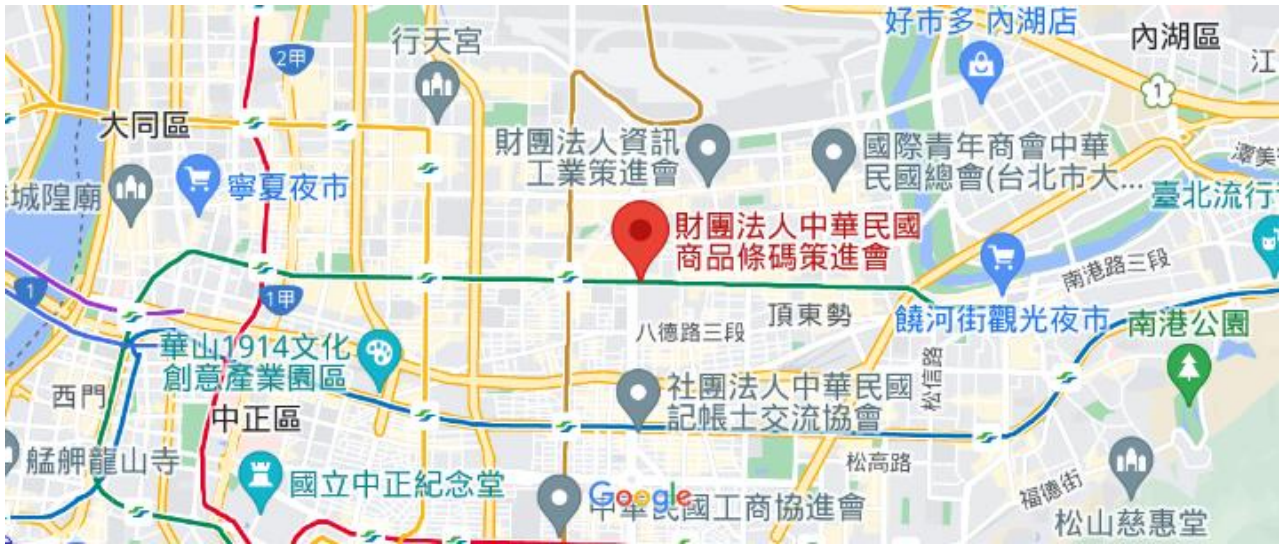 好市多 內湖店
內湖區
行天宮
2甲
江
1
大同區
財團法人資訊
工業策進會
國際青年商會中華
民國總會(台北市大...
潭美
城隍廟
寧夏夜市
臺北流行
財團法人中華民國
商品條碼策進會
南港路三段
1
1甲
頂東勢
饒河街觀光夜市
南港公園
八德路三段
華山1914文化
創意產業園區
松信路
西門
社團法人中華民國
記帳士交流協會
中正區
艋舺龍山寺
松高路
國立中正紀念堂
福德街
Google
中華民國工商協進會
松山慈惠堂